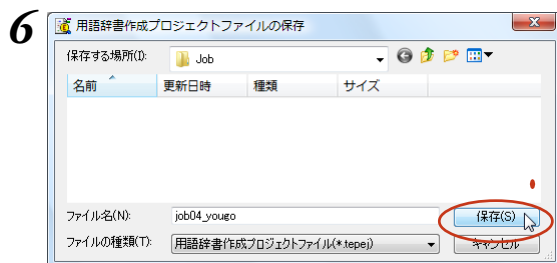 6
用語辞書作成プロジェクトファイルの保存
保存する場所(I): Job
名前 更新日時 種類 サイズ
ファイル名(N): job04_yougo 保存(S)
ファイルの種類(T): 用語辞書作成プロジェクトファイル(*.tepej) キャンセル